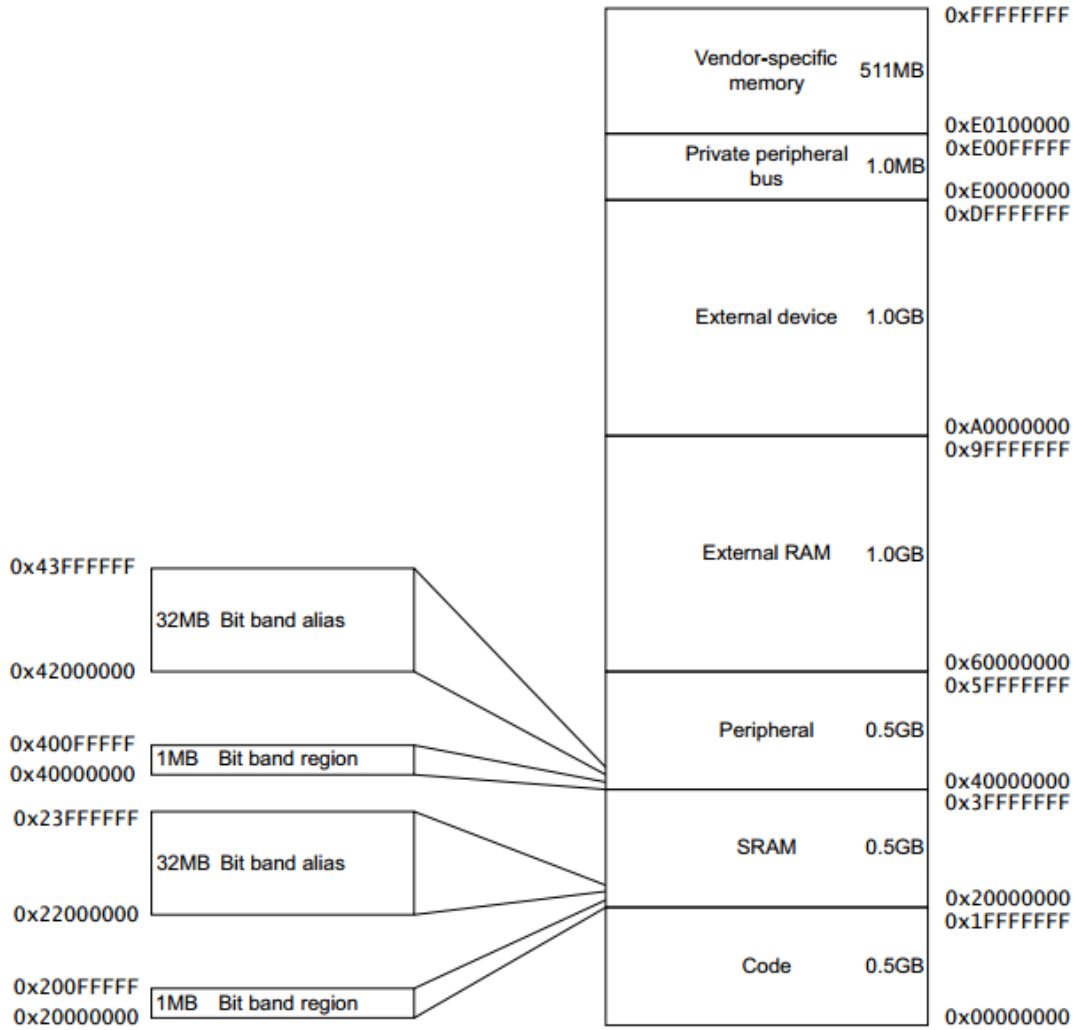 0xFFFFFFFF
Vendor-specific
memory
511MB
0xE0100000
0xE00FFFFF
Private peripheral
bus
1.0MB
0xE0000000
0xDFFFFFFF
External device 1.0GB
0xA0000000
0x9FFFFFFF
External RAM 1.0GB
0x60000000
0x5FFFFFFF
Peripheral 0.5GB
0x40000000
0x3FFFFFFF
SRAM 0.5GB
0x20000000
0x1FFFFFFF
Code 0.5GB
0x00000000
0x43FFFFFF
32MB Bit band alias
0x42000000
0x400FFFFF
1MB Bit band region
0x40000000
0x23FFFFFF
32MB Bit band alias
0x22000000
0x200FFFFF
1MB Bit band region
0x20000000